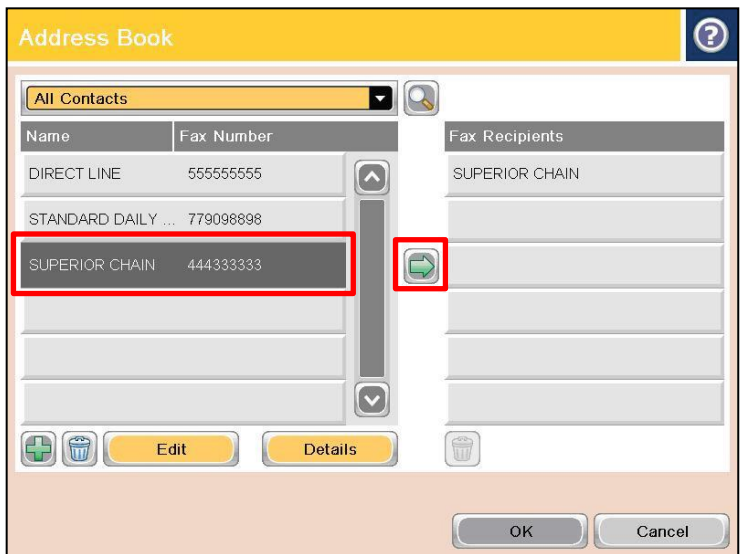 Address Book
All Contacts
Name Fax Number Fax Recipients
DIRECT LINE 555555555 SUPERIOR CHAIN
STANDARD DAILY ... 779098898
SUPERIOR CHAIN 444333333
Edit Details
OK Cancel